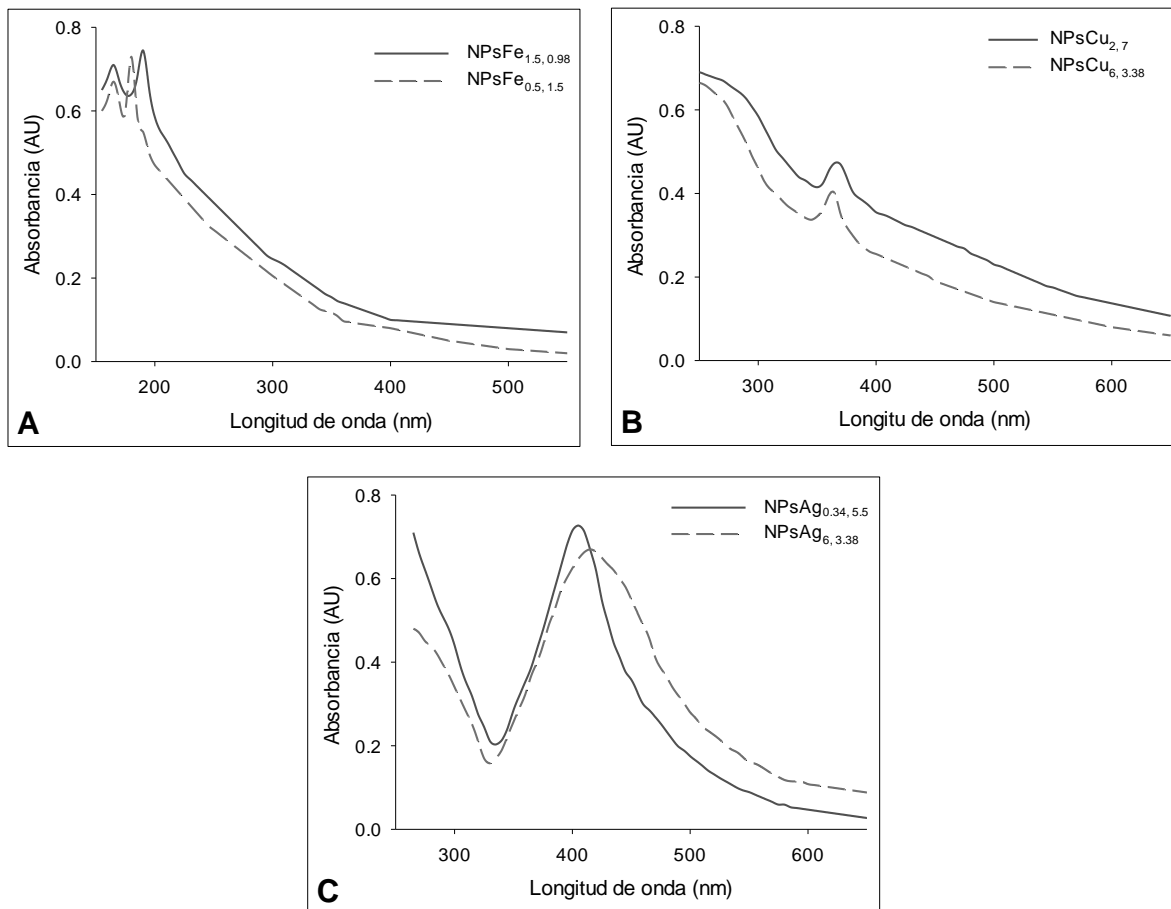 0.8
0.6
0.4
0.2
0.0
Absorbancia (AU)
NPsFe1.5, 0.98
NPsFe0.5, 1.5
200 300 400 500
Longitud de onda (nm)
A
0.8
0.6
0.4
0.2
0.0
Absorbancia (AU)
NPsCu2, 7
NPsCu6, 3.38
300 400 500 600
Longitu de onda (nm)
B
0.8
0.6
0.4
0.2
0.0
Absorbancia (AU)
NPsAg0.34, 5.5
NPsAg6, 3.38
300 400 500 600
Longitud de onda (nm)
C